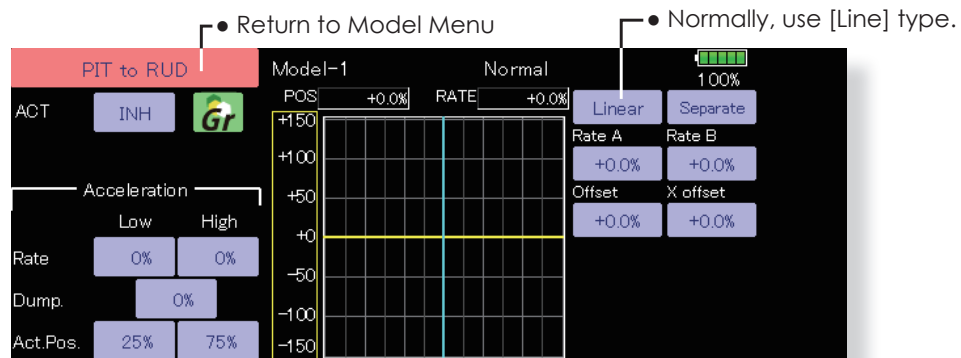 ● Return to Model Menu
● Normally, use [Line] type.
PIT to RUD
Model-1
Normal
100%
ACT
INH
Gr
POS +0.0% RATE +0.0%
Linear
Separate
Rate A
Rate B
+0.0%
+0.0%
Offset
X offset
+0.0%
+0.0%
Acceleration
Low
High
Rate
0%
0%
Dump.
0%
Act.Pos.
25%
75%
+150
+100
+50
+0
-50
-100
-150